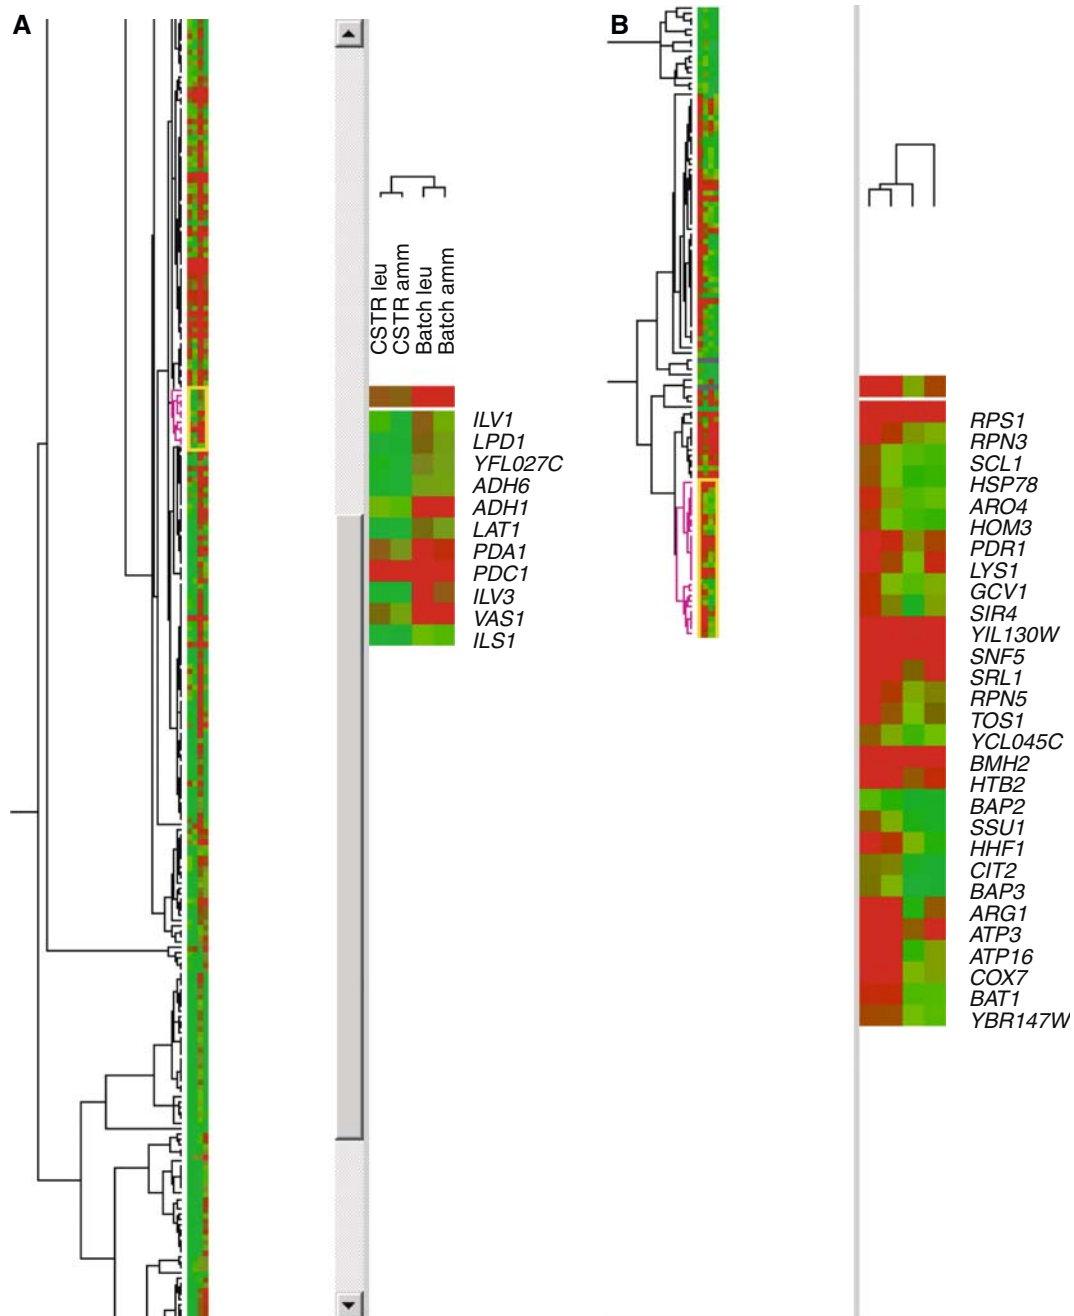 A
B
CSTR leu
CSTR amm
Batch leu
Batch amm
ILV1
LPD1
YFL027C
ADH6
ADH1
LAT1
PDA1
PDC1
ILV3
VAS1
ILS1
RPS1
RPN3
SCL1
HSP78
ARO4
HOM3
PDR1
LYS1
GCV1
SIR4
YIL130W
SNF5
SRL1
RPN5
TOS1
YCL045C
BMH2
HTB2
BAP2
SSU1
HHF1
CIT2
BAP3
ARG1
ATP3
ATP16
COX7
BAT1
YBR147W